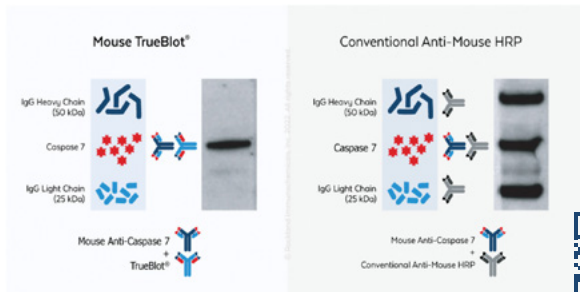 Mouse TrueBlot®
IgG Heavy Chain
(50 kDa)
Caspase 7
IgG Light Chain
(25 kDa)
Mouse Anti-Caspase 7
+
TrueBlot®
Conventional Anti-Mouse HRP
IgG Heavy Chain
(50 kDa)
Caspase 7
IgG Light Chain
(25 kDa)
Mouse Anti-Caspase 7
+
Conventional Anti-Mouse HRP